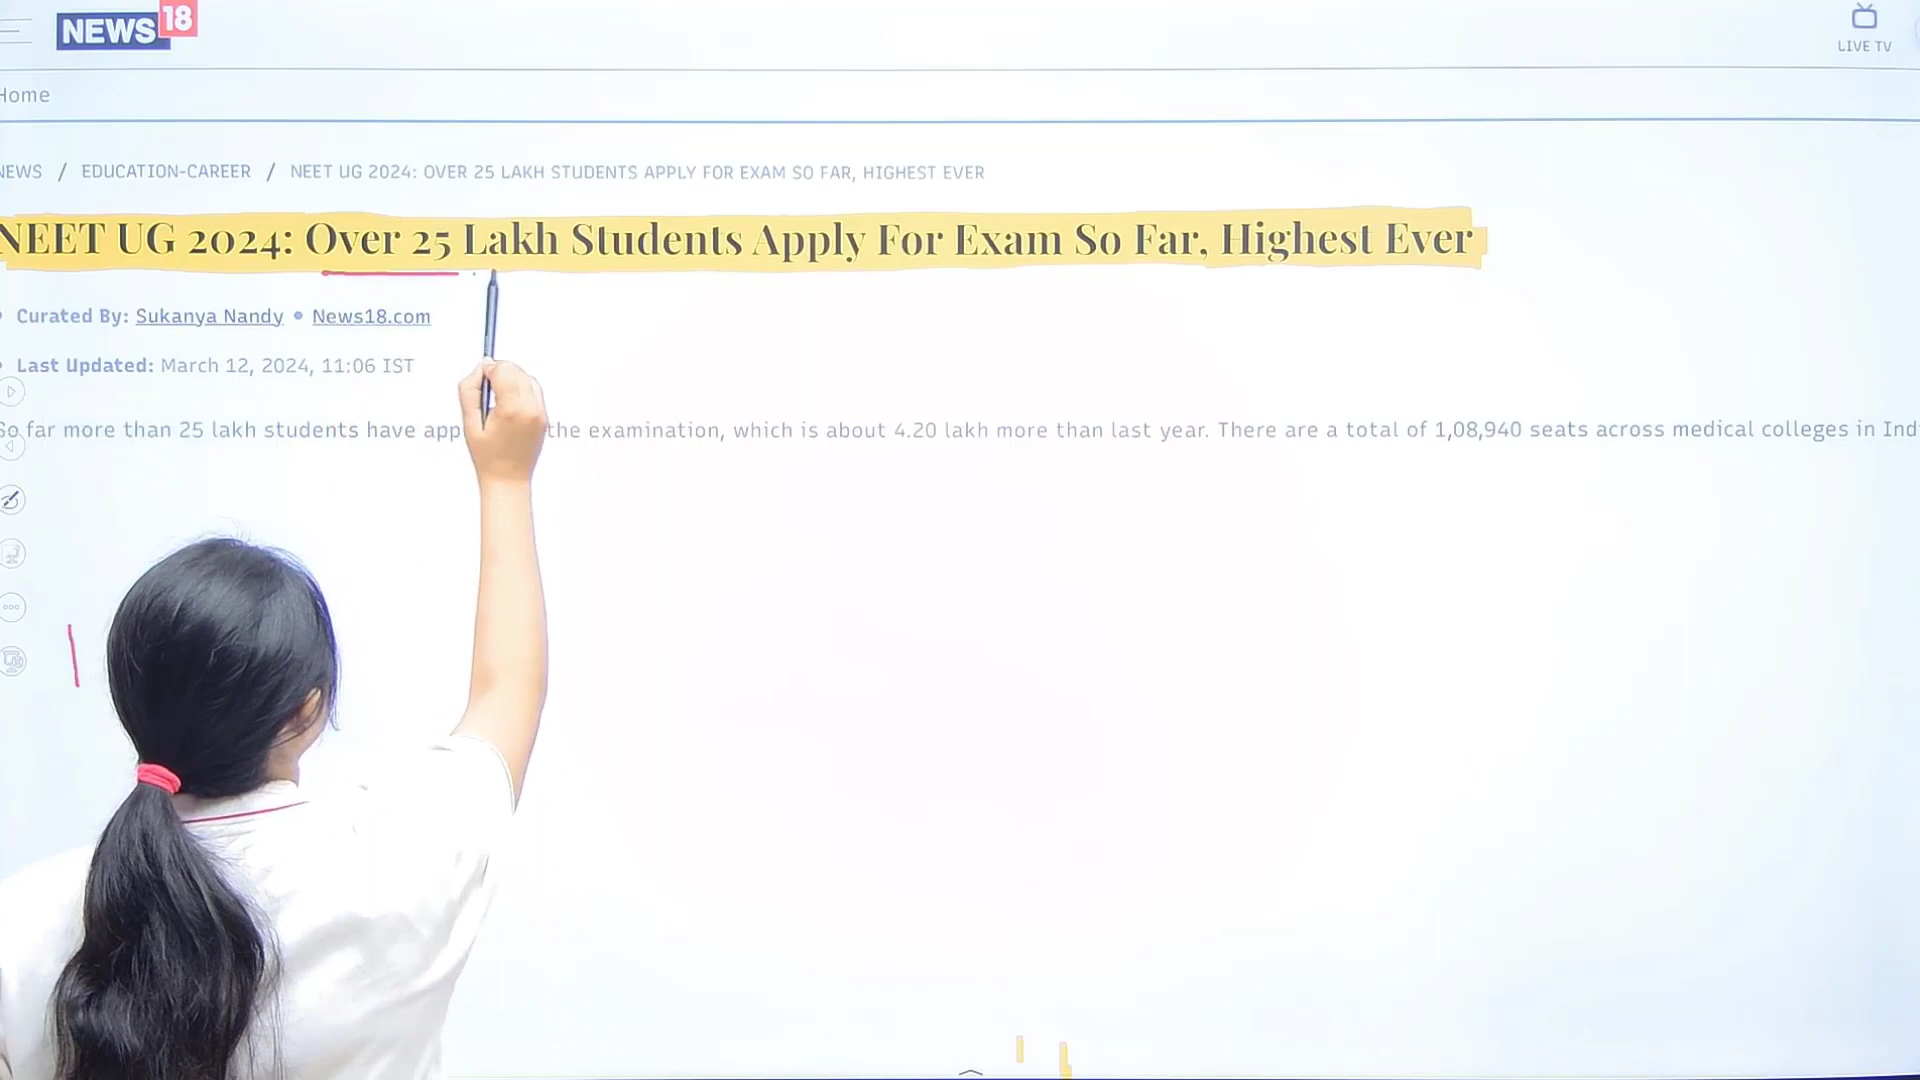 NEWS 18
LIVE TV
Home
NEWS / EDUCATION-CAREER / NEET UG 2024: OVER 25 LAKH STUDENTS APPLY FOR EXAM SO FAR, HIGHEST EVER
NEET UG 2024: Over 25 Lakh Students Apply For Exam So Far, Highest Ever
Curated By: Sukanya Nandy • News18.com
Last Updated: March 12, 2024, 11:06 IST
So far more than 25 lakh students have app the examination, which is about 4.20 lakh more than last year. There are a total of 1,08,940 seats across medical colleges in Ind